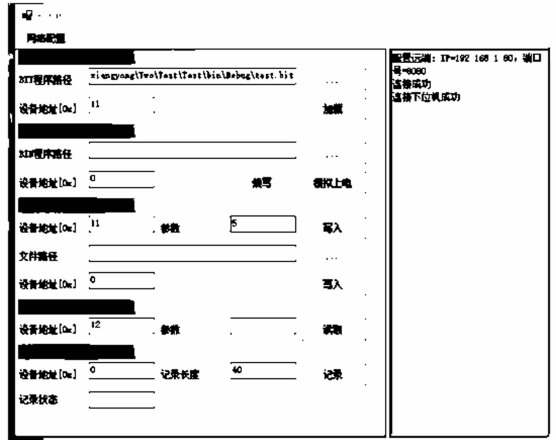 网络配置
BIT程序路径 xiangyong\Two\Test\Test\bin\Debug\test.bit ...
设备地址[0x] 11 加载
BIN程序路径 ...
设备地址[0x] 0 烧写 模拟上电
设备地址[0x] 11 参数 5 写入
文件路径 ...
设备地址[0x] 0 写入
设备地址[0x] 12 参数 读取
设备地址[0x] 0 记录长度 40 记录
记录状态
配置远端：IP=192 168 1 80，端口
号=8080
连接成功
连接下位机成功